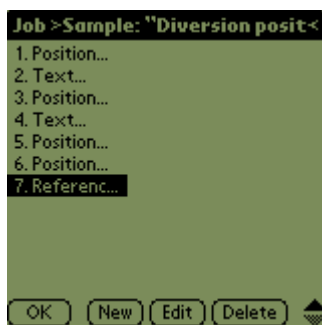 Job >Sample: "Diversion posit<
1. Position...
2. Text...
3. Position...
4. Text...
5. Position...
6. Position...
7. Referenc...
OK New Edit Delete